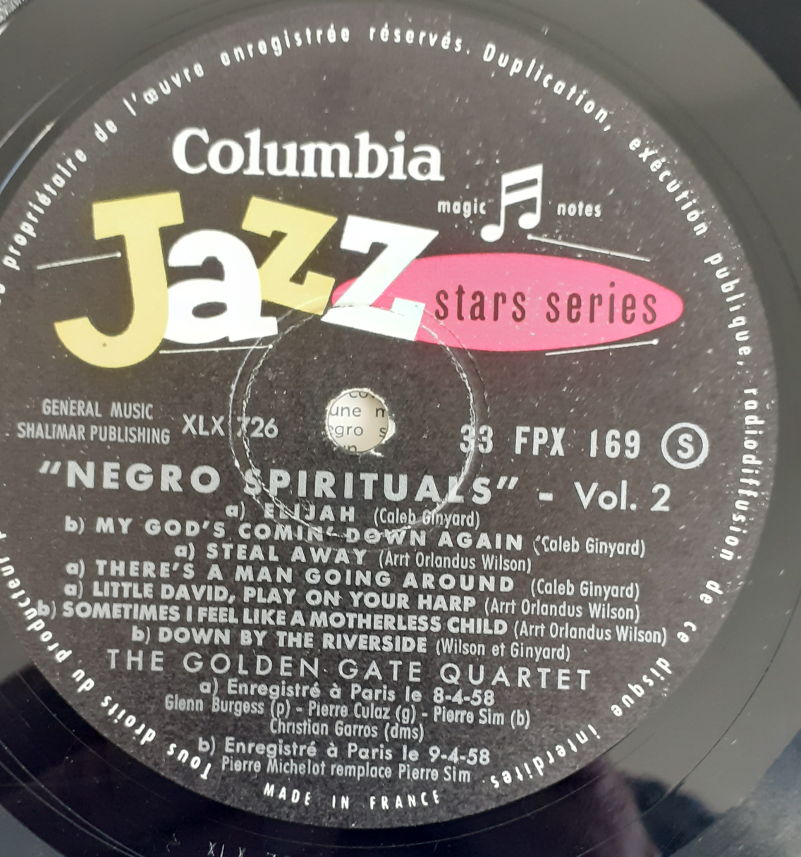 Columbia
magic notes
Jazz
stars series
GENERAL MUSIC
SHALIMAR PUBLISHING
XLX 726
33 FPX 169 S
"NEGRO SPIRITUALS" - Vol. 2
a) ELIJAH (Caleb Ginyard)
b) MY GOD'S COMIN' DOWN AGAIN (Caleb Ginyard)
a) STEAL AWAY (Arrt Orlandus Wilson)
a) THERE'S A MAN GOING AROUND (Caleb Ginyard)
a) LITTLE DAVID, PLAY ON YOUR HARP (Arrt Orlandus Wilson)
b) SOMETIMES I FEEL LIKE A MOTHERLESS CHILD (Arrt Orlandus Wilson)
b) DOWN BY THE RIVERSIDE (Wilson et Ginyard)
THE GOLDEN GATE QUARTET
a) Enregistré à Paris le 8-4-58
Glenn Burgess (p) - Pierre Culaz (g) - Pierre Sim (b)
Christian Garros (dms)
b) Enregistré à Paris le 9-4-58
Pierre Michelot remplace Pierre Sim
MADE IN FRANCE
Tous droits du producteur propriétaire de l'œuvre enregistrée réservés. Duplication, exécution publique, radiodiffusion de ce disque interdites.
une
XLX